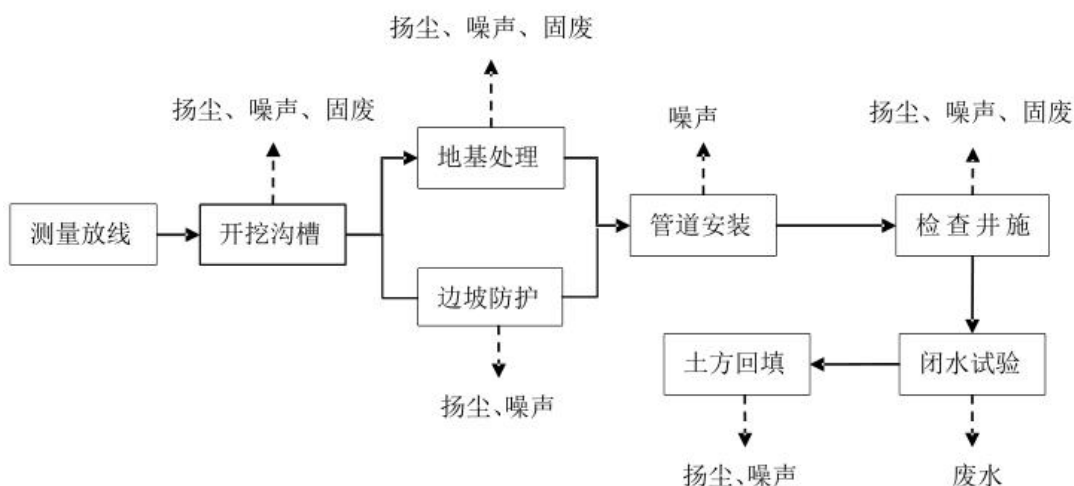 扬尘、噪声、固废
扬尘、噪声、固废
噪声
扬尘、噪声、固废
地基处理
测量放线
开挖沟槽
管道安装
检查井施
边坡防护
土方回填
闭水试验
扬尘、噪声
扬尘、噪声
废水